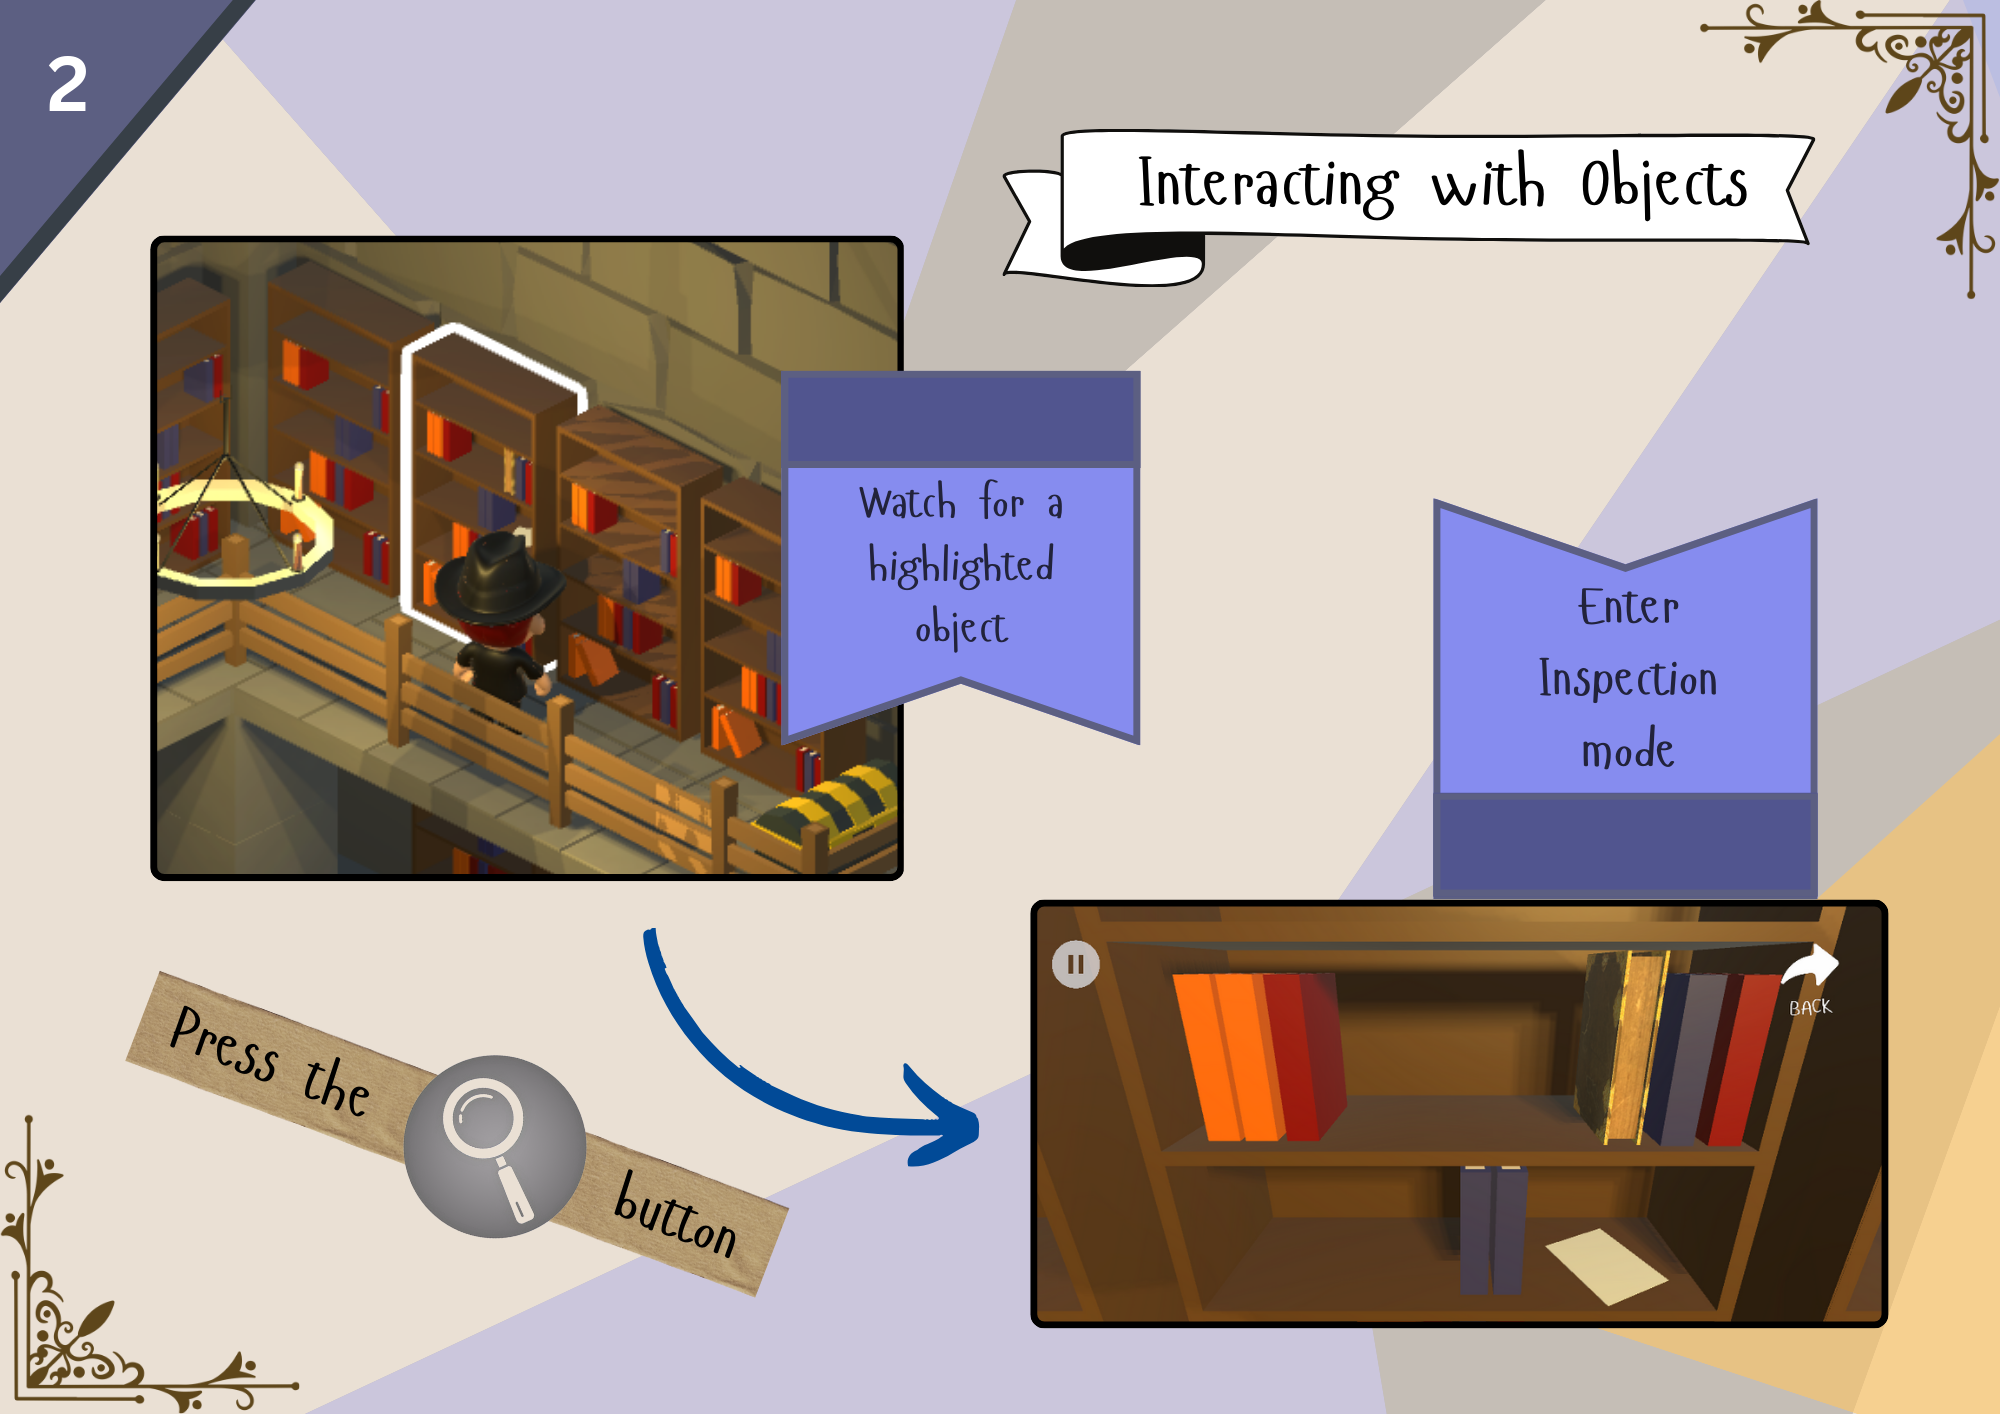 2
Interacting with Objects
Watch for a
highlighted
object
Press the
button
Enter
Inspection
mode
BACK